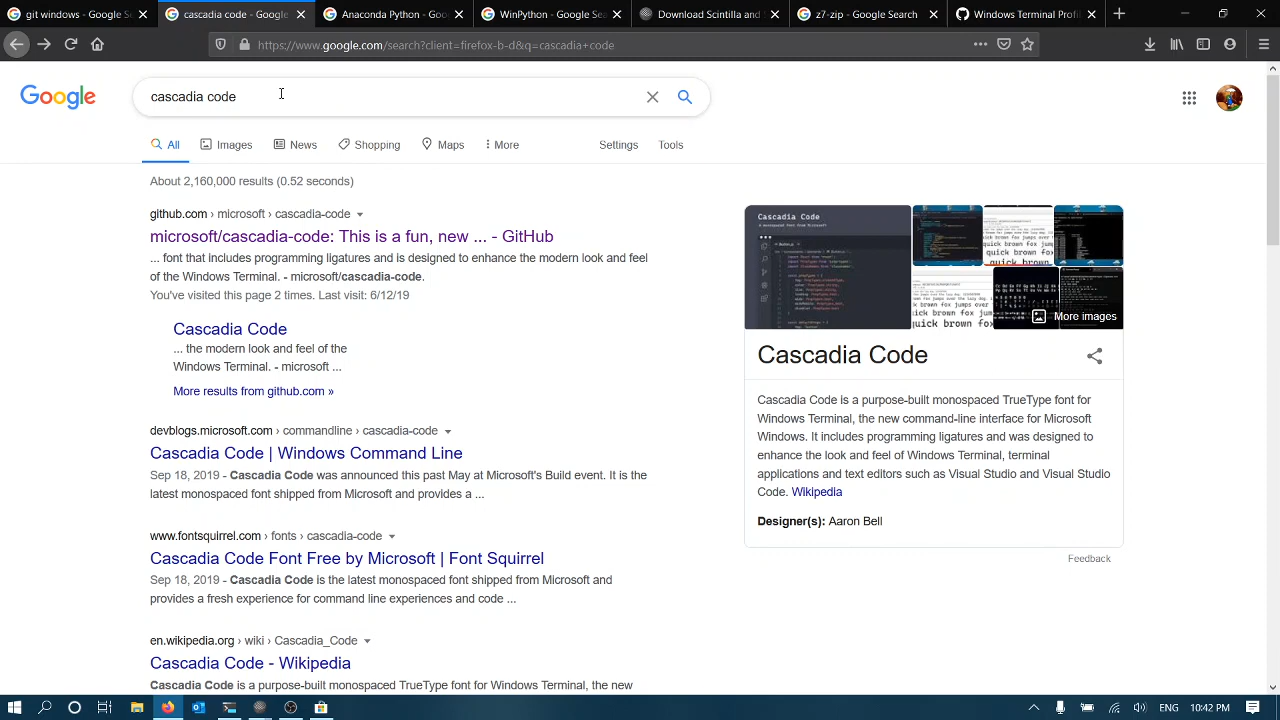 git windows Se
cascadia code - Google Search
Anaconda Python - Goo
WinPython - Google Sea
Download Scintilla and
z7-zip - Google Search
Windows Terminal Profi
https://www.google.com/search?client=firefox-b-d&q=cascadia+code
Google
cascadia code
All
Images
News
Shopping
Maps
More
Settings
Tools
About 2,160,000 results (0.52 seconds)
github.com › microsoft › cascadia-code
microsoft/cascadia-code: This is a fun, new ... - GitHub
... font that includes programming ligatures and is designed to enhance the modern look and feel
of the Windows Terminal. - microsoft/cascadia-code.
You've visited this page 2 times. Last visit: 6/12/19
Cascadia Code
... the modern look and feel of the
Windows Terminal. - microsoft ...
More results from github.com »
devblogs.microsoft.com › commandline › cascadia-code
Cascadia Code | Windows Command Line
Sep 18, 2019 - Cascadia Code was announced this past May at Microsoft's Build event. It is the
latest monospaced font shipped from Microsoft and provides a ...
www.fontsquirrel.com › fonts › cascadia-code
Cascadia Code Font Free by Microsoft | Font Squirrel
Sep 18, 2019 - Cascadia Code is the latest monospaced font shipped from Microsoft and
provides a fresh experience for command line experiences and code ...
en.wikipedia.org › wiki › Cascadia_Code
Cascadia Code - Wikipedia
Cascadia Code is a purpose-built monospaced TrueType font for Windows Terminal, the new
Cascadia Code
More images
Cascadia Code
Cascadia Code is a purpose-built monospaced TrueType font for
Windows Terminal, the new command-line interface for Microsoft
Windows. It includes programming ligatures and was designed to
enhance the look and feel of Windows Terminal, terminal
applications and text editors such as Visual Studio and Visual Studio
Code. Wikipedia
Designer(s): Aaron Bell
Feedback
ENG
10:42 PM